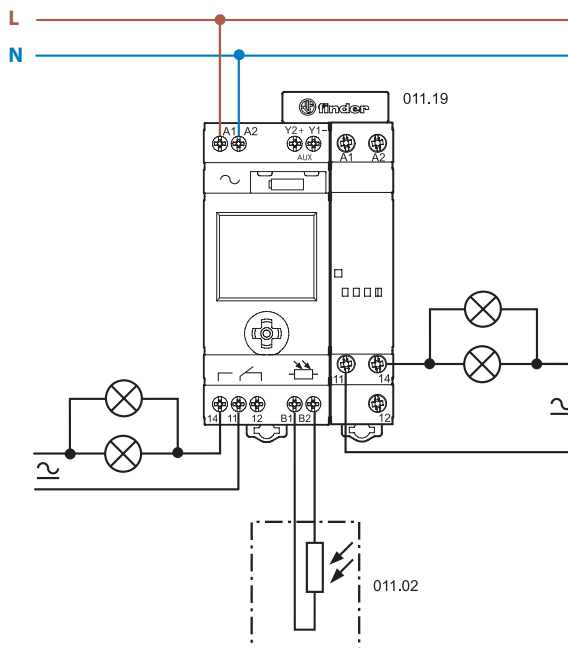 L
N
finder
011.19
A1 A2
Y2+ Y1-
AUX
A1 A2
11
14
12
14 11 12 B1 B2
011.02